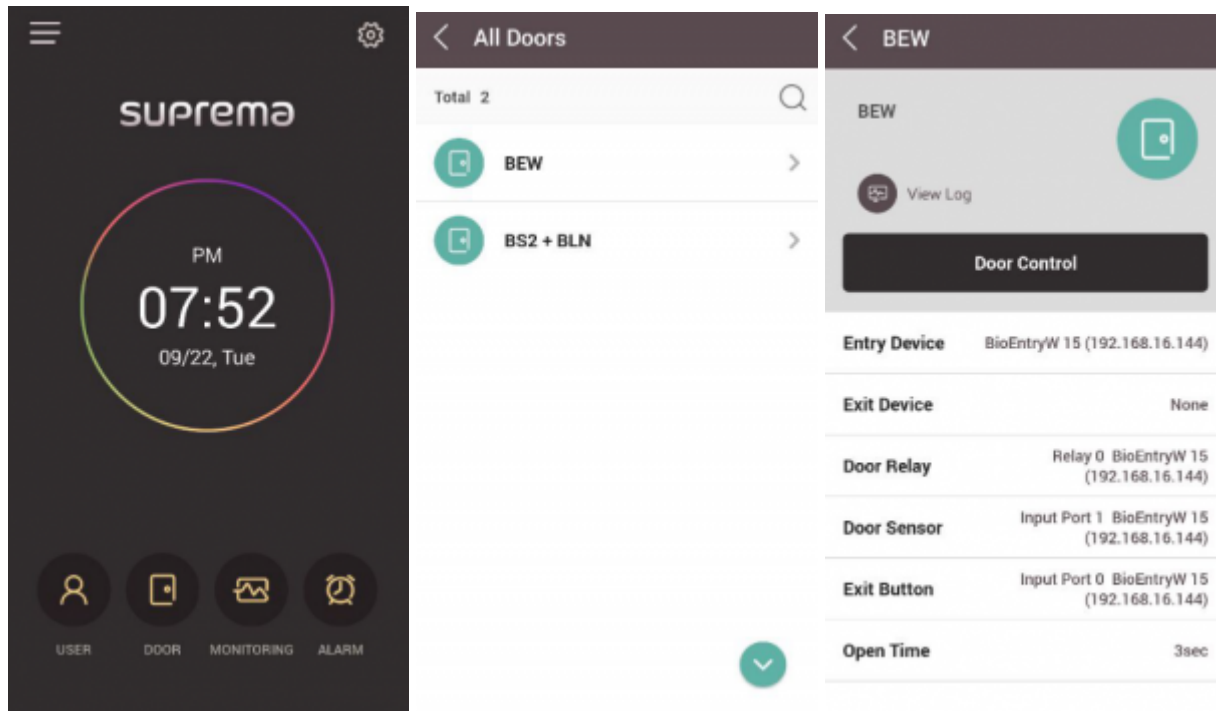 suprema
PM
07:52
09/22, Tue
USER
DOOR
MONITORING
ALARM
All Doors
Total 2
BEW
BS2 + BLN
BEW
BEW
View Log
Door Control
Entry Device BioEntryW 15 (192.168.16.144)
Exit Device None
Door Relay Relay 0 BioEntryW 15
(192.168.16.144)
Door Sensor Input Port 1 BioEntryW 15
(192.168.16.144)
Exit Button Input Port 0 BioEntryW 15
(192.168.16.144)
Open Time 3sec